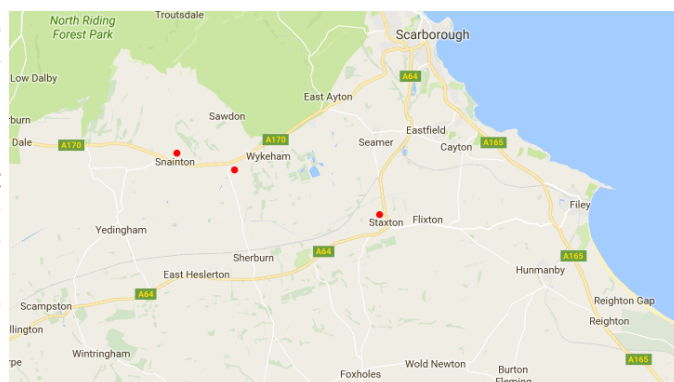 North Riding
Forest Park
Troutsdale
Scarborough
A64
Low Dalby
East Ayton
Sawdon
burn
Dale
A170
A170
Eastfield
Seamer
Cayton
A165
Wykeham
Snainton
Filey
Staxton
Flixton
Yedingham
Sherburn
A64
A165
East Heslerton
Hunmanby
A64
Scampston
Reighton Gap
Reighton
llington
Wintringham
A165
rpe
Wold Newton
Foxholes
Burton
Fleming